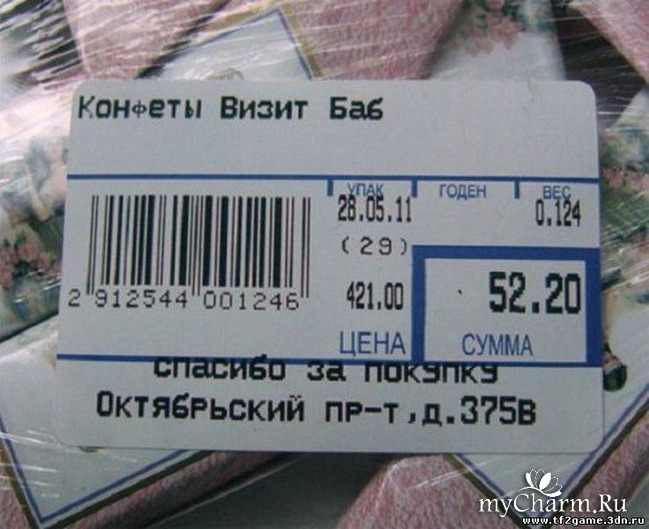 Конфеты Визит Баб
УПАК ГОДЕН ВЕС
28.05.11 0.124
(29)
2 912544 001246
421.00 52.20
ЦЕНА СУММА
спасибо за покупку
Октябрьский пр-т,д.375В
myCharm.Ru
www.tf2game.3dn.ru